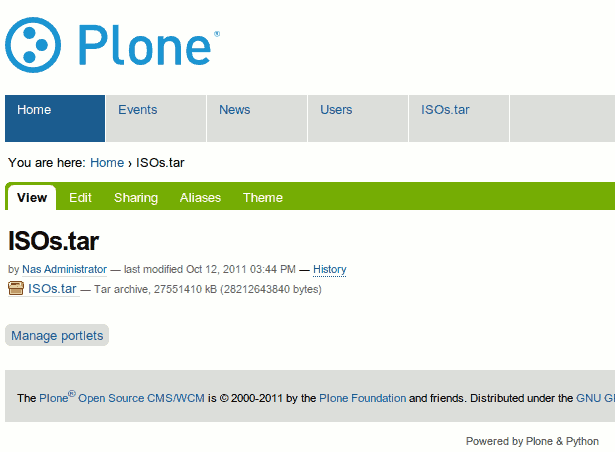 Plone®
Home Events News Users ISOs.tar
You are here: Home › ISOs.tar
View Edit Sharing Aliases Theme
ISOs.tar
by Nas Administrator — last modified Oct 12, 2011 03:44 PM — History
ISOs.tar — Tar archive, 27551410 kB (28212643840 bytes)
Manage portlets
The Plone® Open Source CMS/WCM is © 2000-2011 by the Plone Foundation and friends. Distributed under the GNU
Powered by Plone & Python